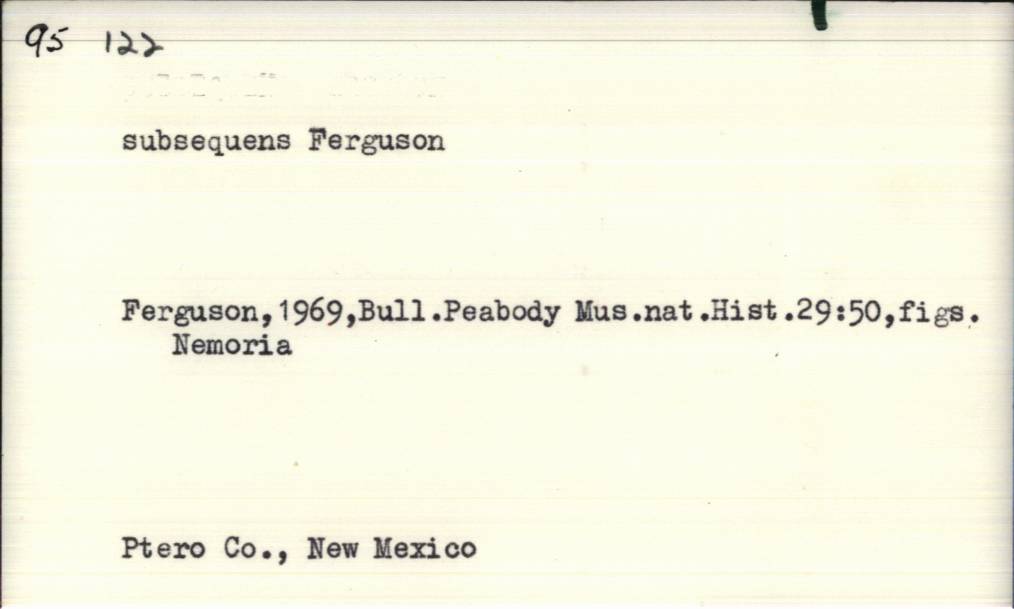 95 122
subsequens Ferguson
Ferguson,1969,Bull.Peabody Mus.nat.Hist.29:50,figs.
Nemoria
Ptero Co., New Mexico